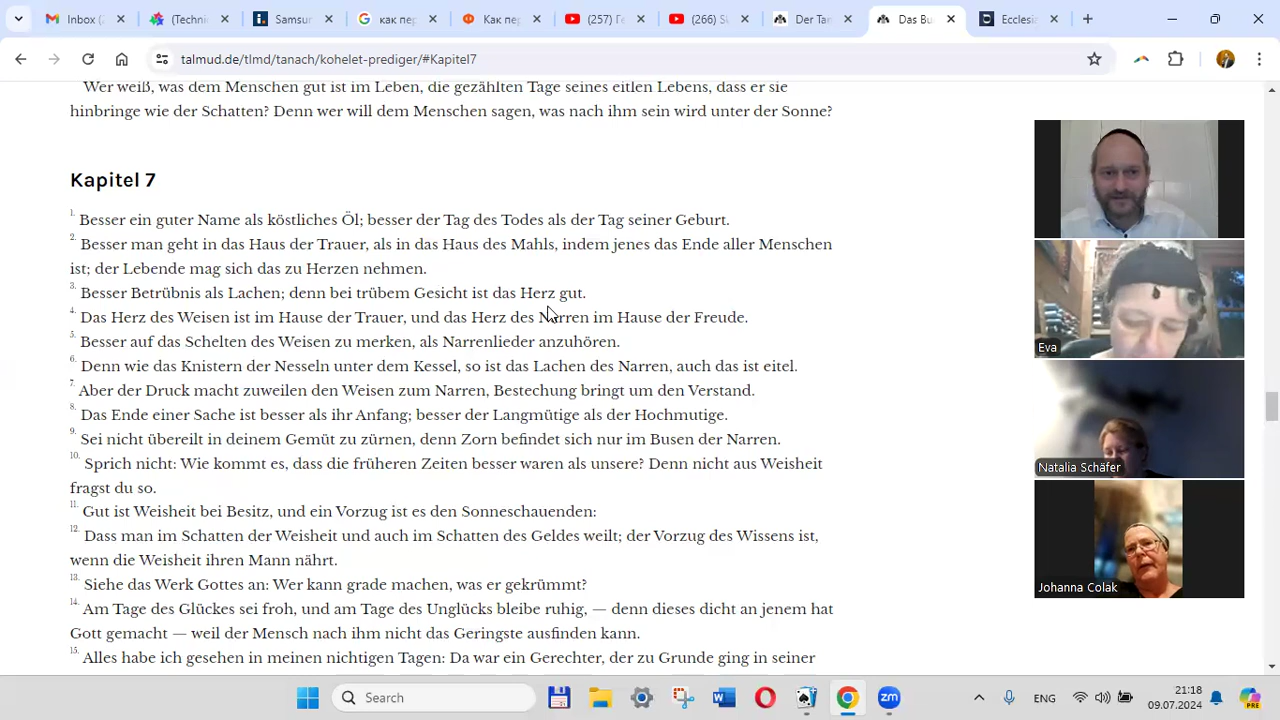 Inbox (
(Techni
Samsun
как пер
Как пер
(257) Г
(266) S
Der Tan
Das Bu
Ecclesia
talmud.de/tlmd/tanach/kohelet-prediger/#Kapitel7
Wer weiß, was dem Menschen gut ist im Leben, die gezählten Tage seines eitlen Lebens, dass er sie
hinbringe wie der Schatten? Denn wer will dem Menschen sagen, was nach ihm sein wird unter der Sonne?
Kapitel 7
1. Besser ein guter Name als köstliches Öl; besser der Tag des Todes als der Tag seiner Geburt.
2. Besser man geht in das Haus der Trauer, als in das Haus des Mahls, indem jenes das Ende aller Menschen
ist; der Lebende mag sich das zu Herzen nehmen.
3. Besser Betrübnis als Lachen; denn bei trübem Gesicht ist das Herz gut.
4. Das Herz des Weisen ist im Hause der Trauer, und das Herz des Narren im Hause der Freude.
5. Besser auf das Schelten des Weisen zu merken, als Narrenlieder anzuhören.
6. Denn wie das Knistern der Nesseln unter dem Kessel, so ist das Lachen des Narren, auch das ist eitel.
7. Aber der Druck macht zuweilen den Weisen zum Narren, Bestechung bringt um den Verstand.
8. Das Ende einer Sache ist besser als ihr Anfang; besser der Langmütige als der Hochmutige.
9. Sei nicht übereilt in deinem Gemüt zu zürnen, denn Zorn befindet sich nur im Busen der Narren.
10. Sprich nicht: Wie kommt es, dass die früheren Zeiten besser waren als unsere? Denn nicht aus Weisheit
fragst du so.
11. Gut ist Weisheit bei Besitz, und ein Vorzug ist es den Sonneschauenden:
12. Dass man im Schatten der Weisheit und auch im Schatten des Geldes weilt; der Vorzug des Wissens ist,
wenn die Weisheit ihren Mann nährt.
13. Siehe das Werk Gottes an: Wer kann grade machen, was er gekrümmt?
14. Am Tage des Glückes sei froh, und am Tage des Unglücks bleibe ruhig, — denn dieses dicht an jenem hat
Gott gemacht — weil der Mensch nach ihm nicht das Geringste ausfinden kann.
15. Alles habe ich gesehen in meinen nichtigen Tagen: Da war ein Gerechter, der zu Grunde ging in seiner
Eva
Natalia Schäfer
Johanna Colak
Search
ENG
21:18
09.07.2024